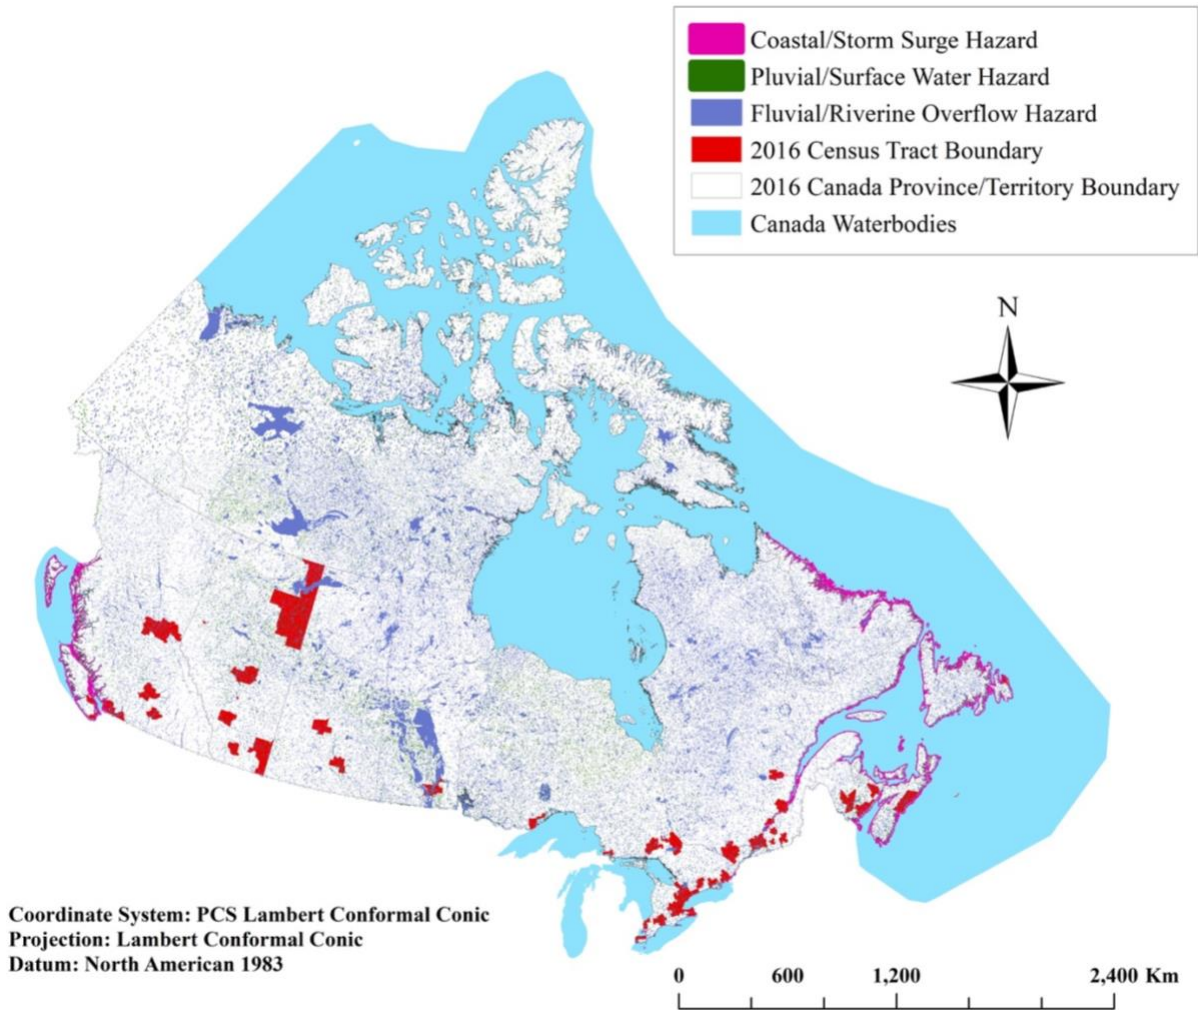 Coastal/Storm Surge Hazard
Pluvial/Surface Water Hazard
Fluvial/Riverine Overflow Hazard
2016 Census Tract Boundary
2016 Canada Province/Territory Boundary
Canada Waterbodies
N
Coordinate System: PCS Lambert Conformal Conic
Projection: Lambert Conformal Conic
Datum: North American 1983
0 600 1,200 2,400 Km